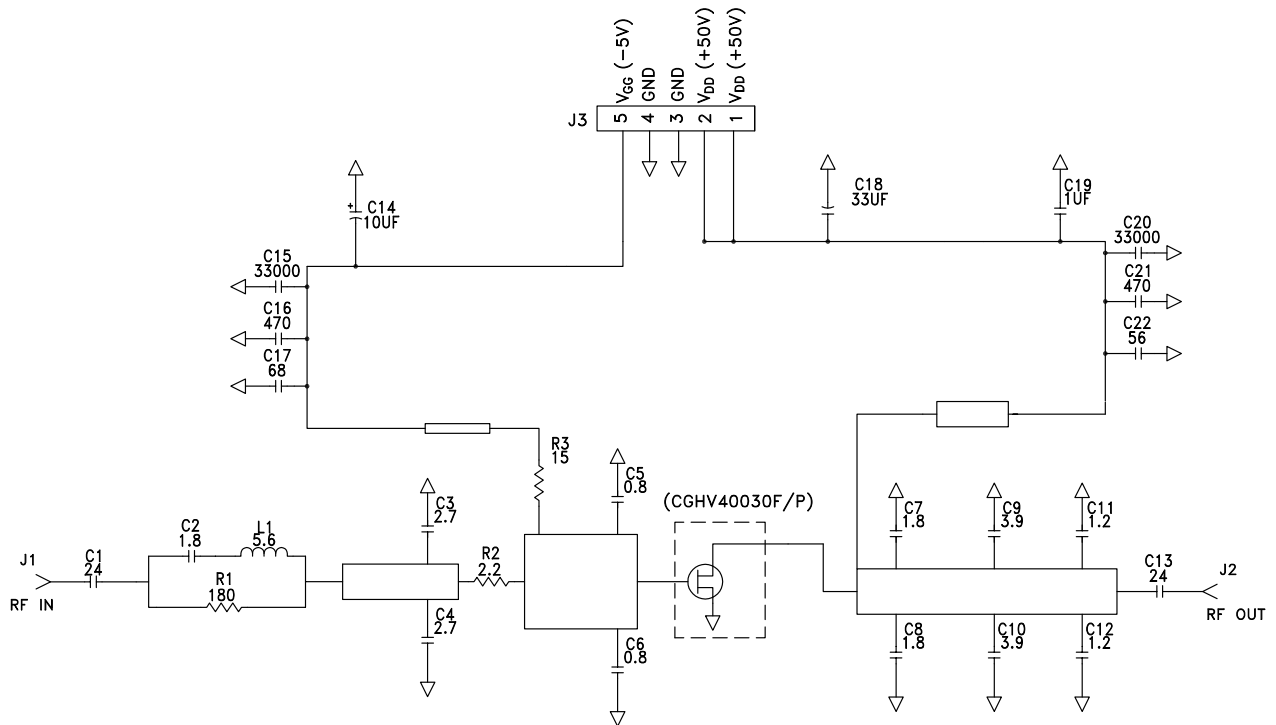 V_GG (-5V)
GND
GND
V_DD (+50V)
V_DD (+50V)
J3
5
4
3
2
1
C14
10UF
C18
33UF
C19
1UF
C15
33000
C20
33000
C16
470
C21
470
C17
68
C22
56
R3
15
C5
0.8
(CGHV40030F/P)
C3
2.7
C7
1.8
C9
3.9
C11
1.2
J1
RF IN
C1
24
C2
1.8
L1
5.6
R1
180
R2
2.2
C13
24
J2
RF OUT
C4
2.7
C6
0.8
C8
1.8
C10
3.9
C12
1.2